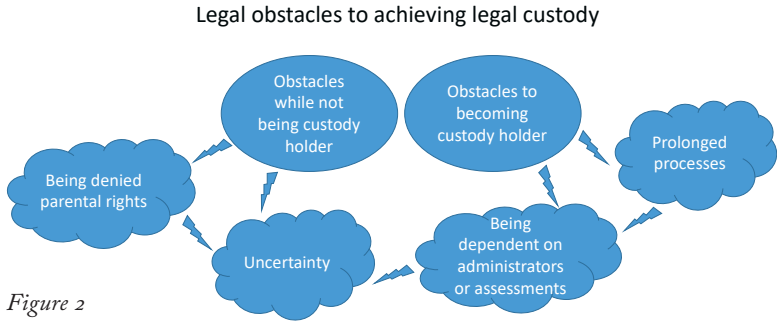 Legal obstacles to achieving legal custody
Obstacles
while not
being custody
holder
Obstacles to
becoming
custody holder
Prolonged
processes
Being denied
parental rights
Uncertainty
Being
dependent on
administrators
or assessments
Figure 2